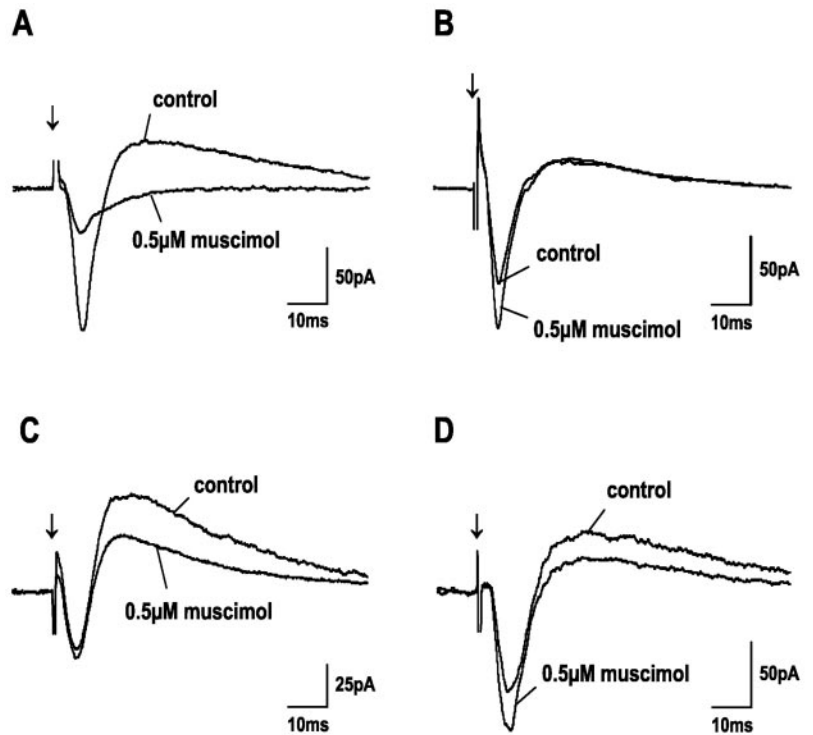 A
control
0.5µM muscimol
50pA
10ms
B
control
0.5µM muscimol
50pA
10ms
C
control
0.5µM muscimol
25pA
10ms
D
control
0.5µM muscimol
50pA
10ms